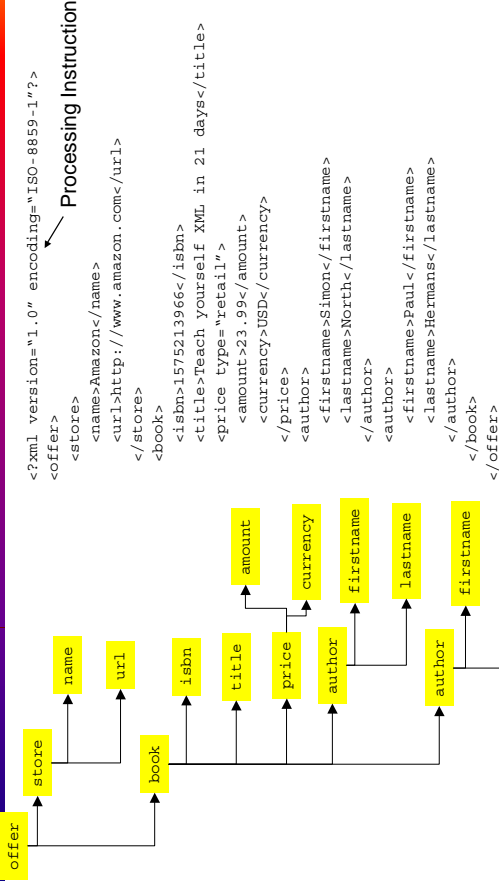 <?xml version="1.0" encoding="ISO-8859-1"?>
<offer>
<store>
<name>Amazon</name>
<url>http://www.amazon.com</url>
</store>
<book>
<isbn>1575213966</isbn>
<title>Teach yourself XML in 21 days</title>
<price type="retail">
<amount>23.99</amount>
<currency>USD</currency>
</price>
<author>
<firstname>Simon</firstname>
<lastname>North</lastname>
</author>
<author>
<firstname>Paul</firstname>
<lastname>Hermans</lastname>
</author>
</book>
</offer>
Processing Instruction
offer
store
name
url
book
isbn
title
price
amount
currency
author
firstname
lastname
author
firstname